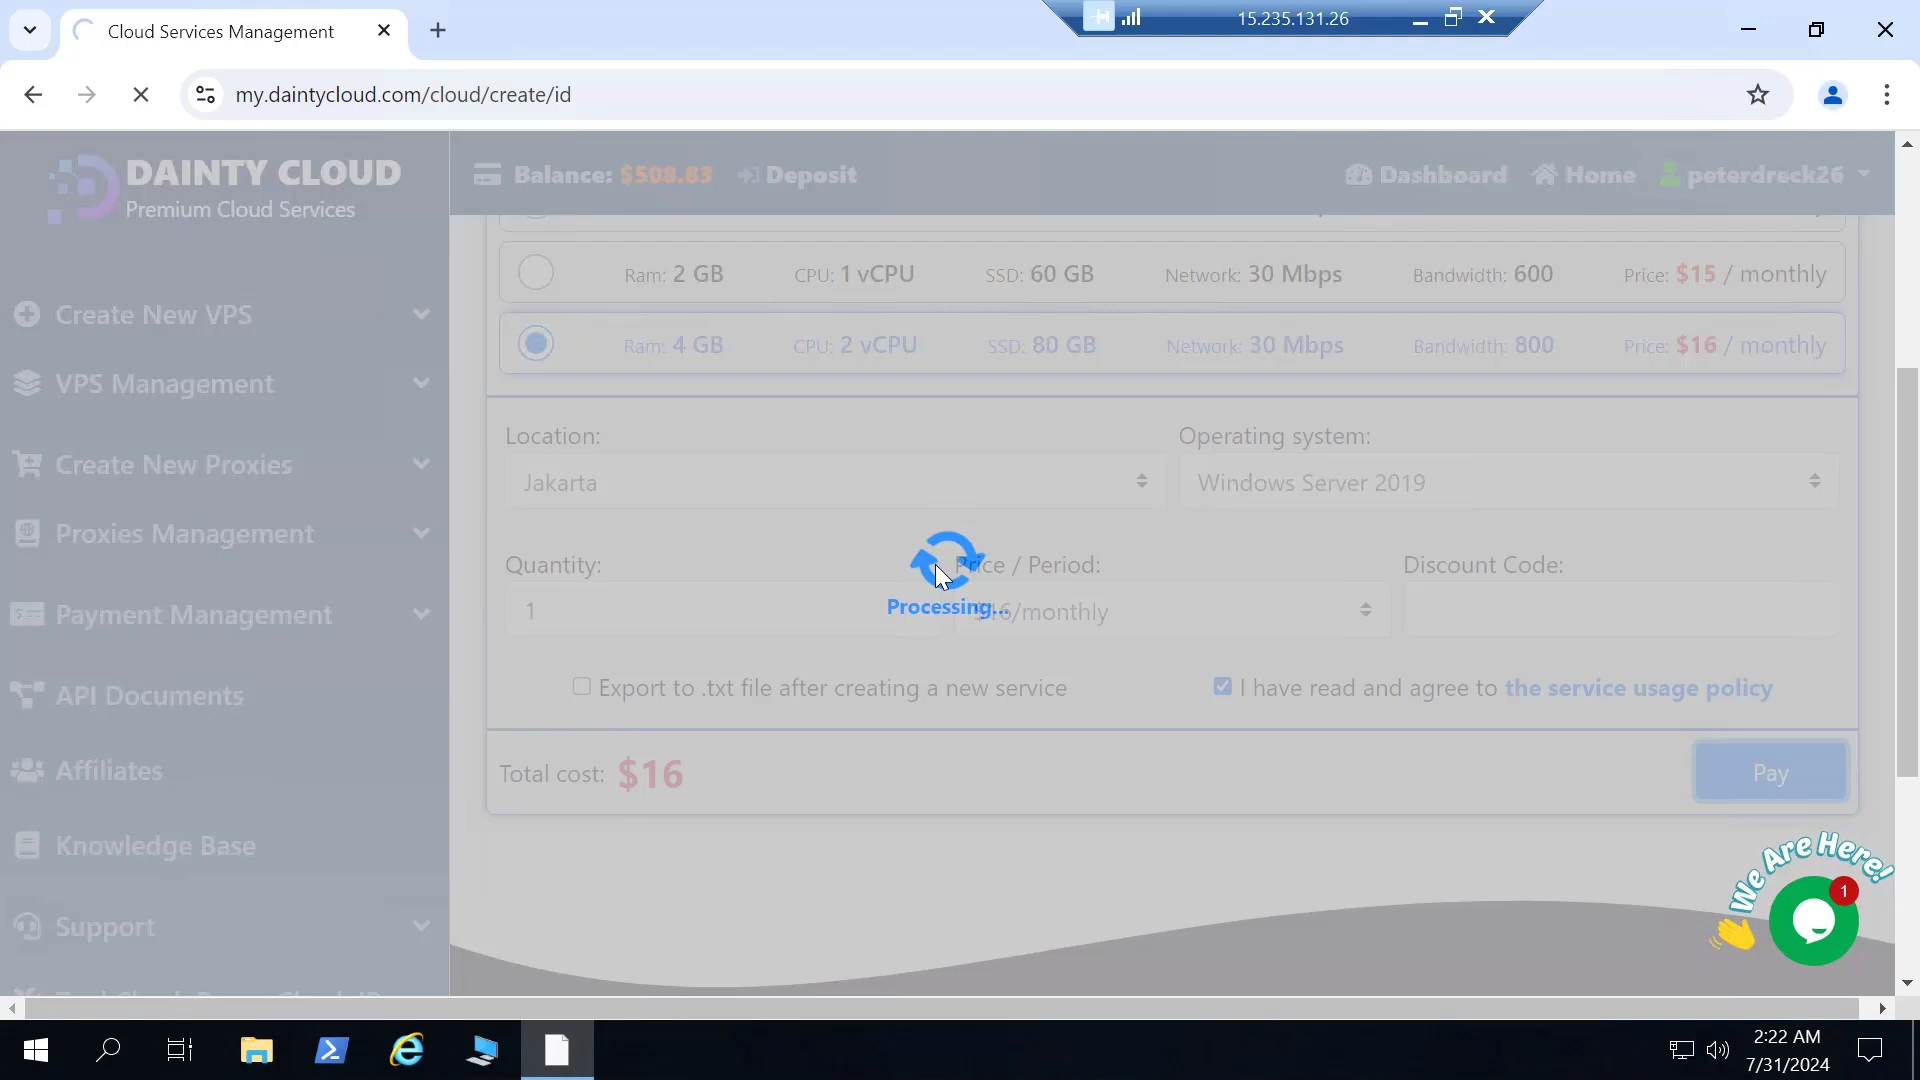 Cloud Services Management
15.235.131.26
my.daintycloud.com/cloud/create/id
DAINTY CLOUD
Premium Cloud Services
Balance: $508.83 Deposit
Dashboard Home peterdreck26
Create New VPS
VPS Management
Create New Proxies
Proxies Management
Payment Management
API Documents
Affiliates
Knowledge Base
Support
Ram: 2 GB CPU: 1 vCPU SSD: 60 GB Network: 30 Mbps Bandwidth: 600 Price: $15 / monthly
Ram: 4 GB CPU: 2 vCPU SSD: 80 GB Network: 30 Mbps Bandwidth: 800 Price: $16 / monthly
Location: Operating system:
Jakarta Windows Server 2019
Quantity: Price / Period: Discount Code:
1 $16/monthly
Processing...
Export to .txt file after creating a new service I have read and agree to the service usage policy
Total cost: $16 Pay
We Are Here!
1
2:22 AM
7/31/2024